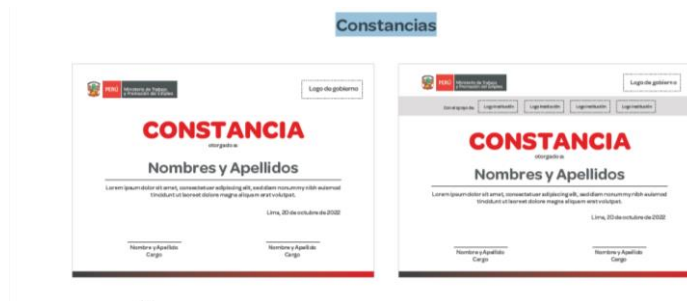 Constancias
PERÚ
Ministerio de Trabajo
y Promoción del Empleo
Logo de gobierno
CONSTANCIA
otorgado a:
Nombres y Apellidos
Lorem ipsum dolor sit amet, consectetuer adipiscing elit, sed diam nonummy nibh euismod
tincidunt ut laoreet dolore magna aliquam erat volutpat.
Lima, 20 de octubre de 2022
Nombre y Apellido
Cargo
Nombre y Apellido
Cargo
PERÚ
Ministerio de Trabajo
y Promoción del Empleo
Logo de gobierno
Con el apoyo de:
Logo institución
Logo institución
Logo institución
Logo institución
CONSTANCIA
otorgado a:
Nombres y Apellidos
Lorem ipsum dolor sit amet, consectetuer adipiscing elit, sed diam nonummy nibh euismod
tincidunt ut laoreet dolore magna aliquam erat volutpat.
Lima, 20 de octubre de 2022
Nombre y Apellido
Cargo
Nombre y Apellido
Cargo